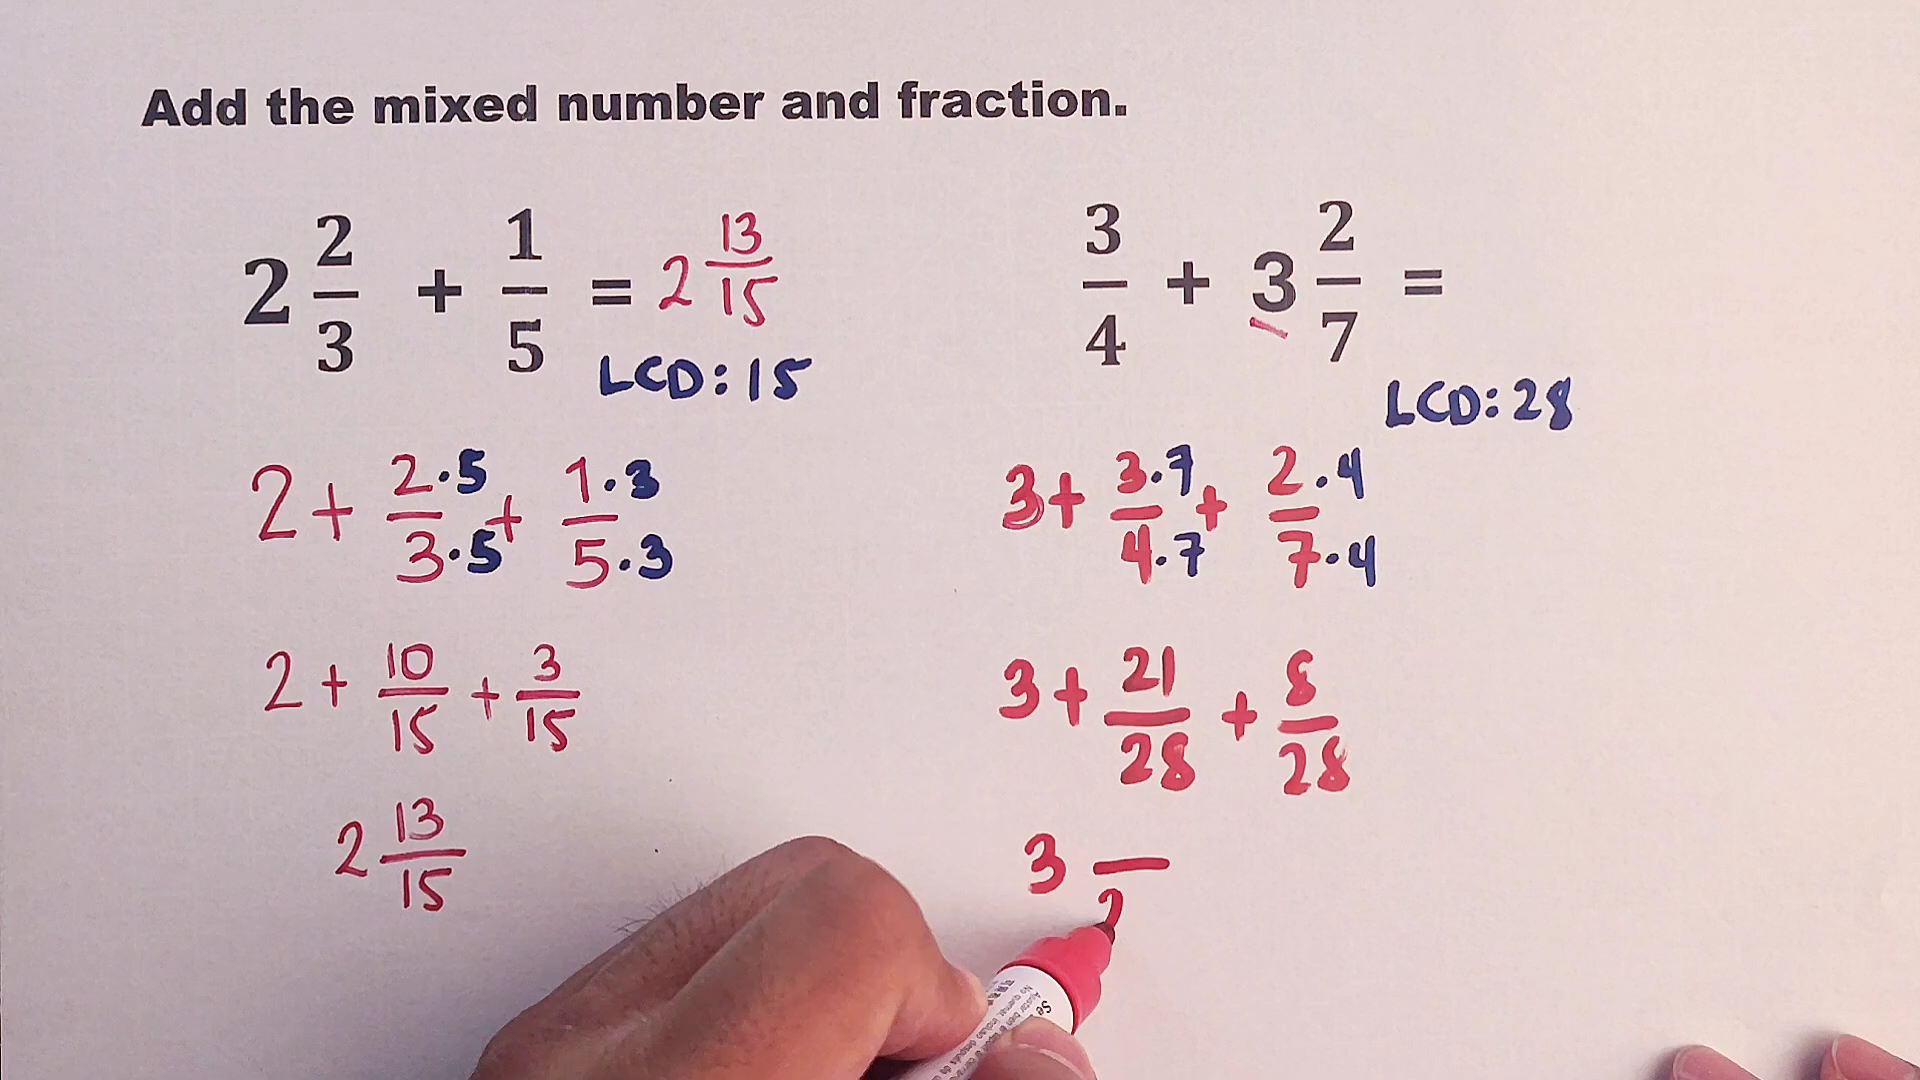 Add the mixed number and fraction.
2 2/3 + 1/5 = 2 13/15
LCD: 15
2 + 2·5/3·5 + 1·3/5·3
2 + 10/15 + 3/15
2 13/15
3/4 + 3 2/7 =
LCD: 28
3 + 3·7/4·7 + 2·4/7·4
3 + 21/28 + 8/28
3 —
2